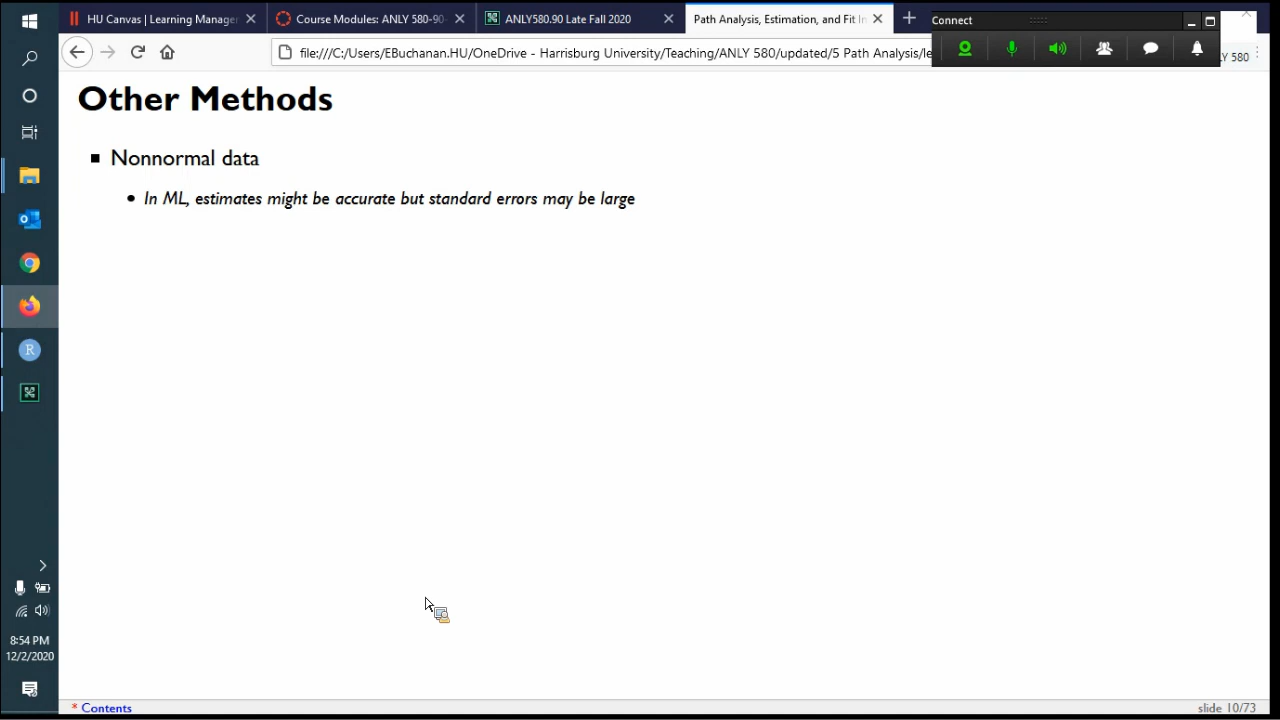 HU Canvas | Learning Manage
Course Modules: ANLY 580-90-
ANLY580.90 Late Fall 2020
Path Analysis, Estimation, and Fit In
Connect
file:///C:/Users/EBuchanan.HU/OneDrive - Harrisburg University/Teaching/ANLY 580/updated/5 Path Analysis/le
LY 580
Other Methods
Nonnormal data
In ML, estimates might be accurate but standard errors may be large
8:54 PM
12/2/2020
* Contents
slide 10/73